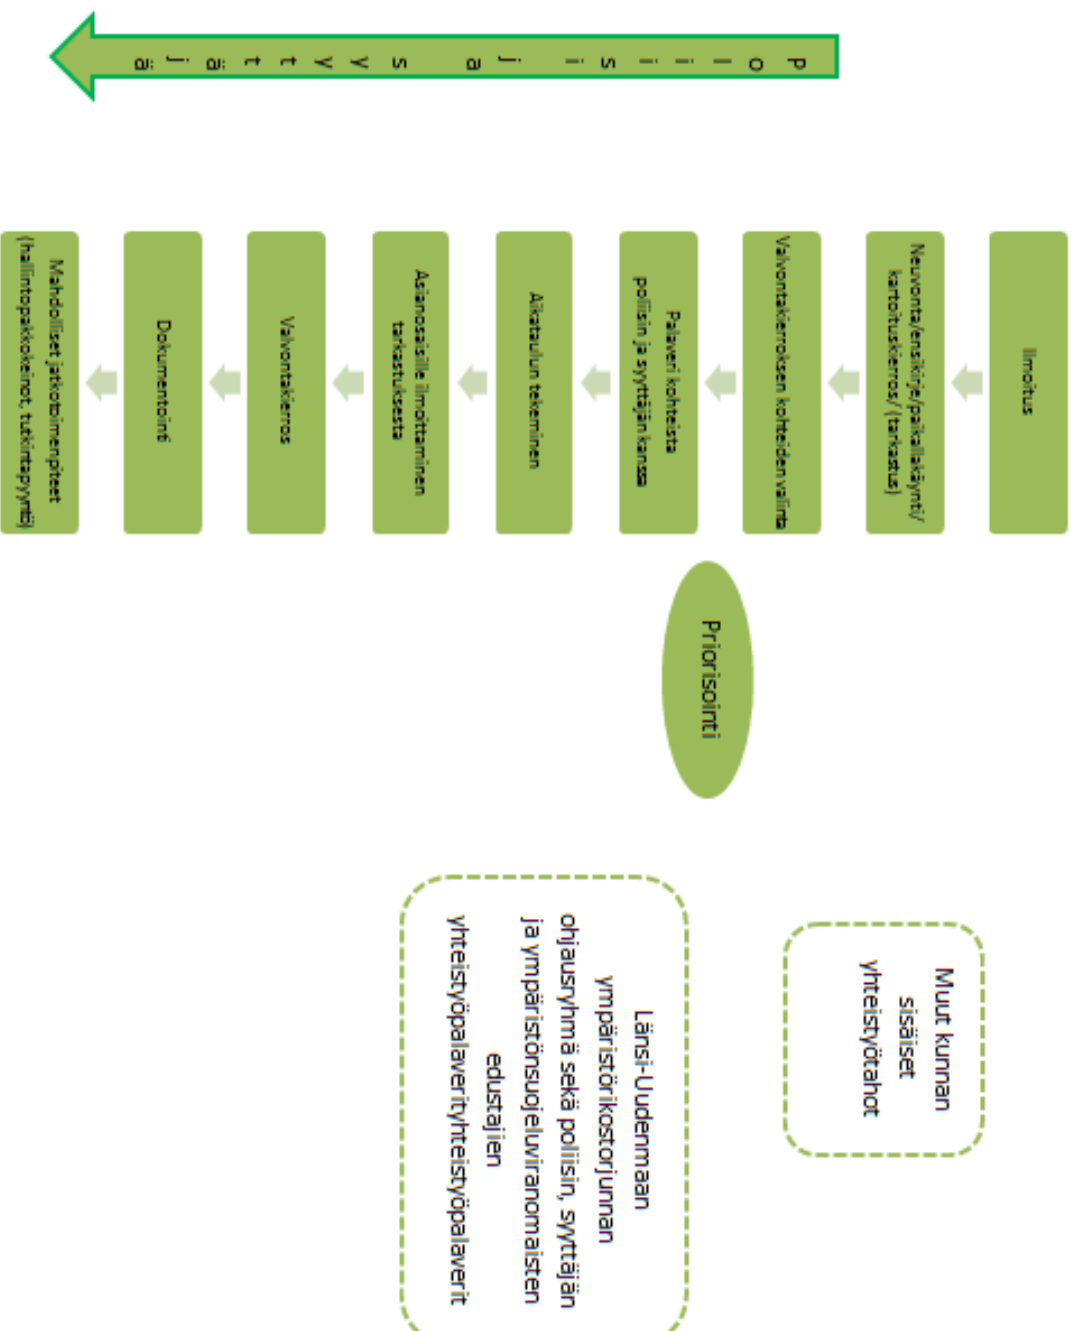 Poliisi ja syyttäjä
Ilmoitus
Neuvonta/ensikirje/paikallakäynti/
kartoituskierros/ (tarkastus)
Valvontakierroksen kohteiden valinta
Palaveri kohteista
poliisin ja syyttäjän kanssa
Aikataulun tekeminen
Asianosaisille ilmoittaminen
tarkastuksesta
Valvontakierros
Dokumentointi
Mahdolliset jatkotoimenpiteet
(hallintopakkokeinot, tutkintapyyntö)
Priorisointi
Muut kunnan
sisäiset
yhteistyötahot
Länsi-Uudenmaan
ympäristörikostorjunnan
ohjausryhmä sekä poliisin, syyttäjän
ja ympäristönsuojeluviranomaisten
edustajien
yhteistyöpalaverityhteistyöpalaverit